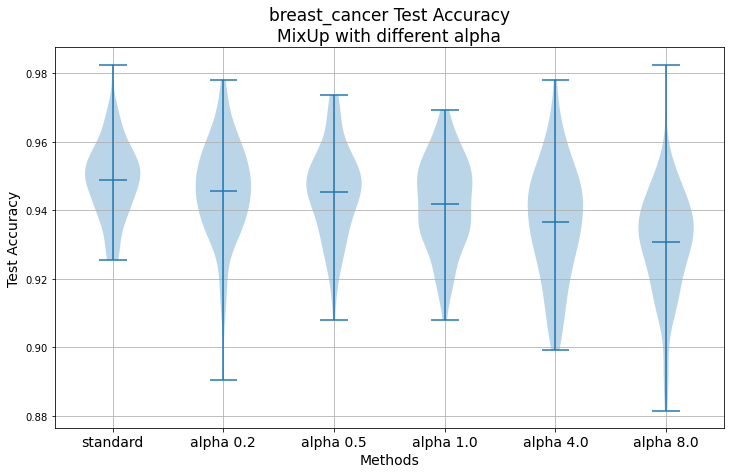 breast_cancer Test Accuracy
MixUp with different alpha
Test Accuracy
0.98
0.96
0.94
0.92
0.90
0.88
standard alpha 0.2 alpha 0.5 alpha 1.0 alpha 4.0 alpha 8.0
Methods